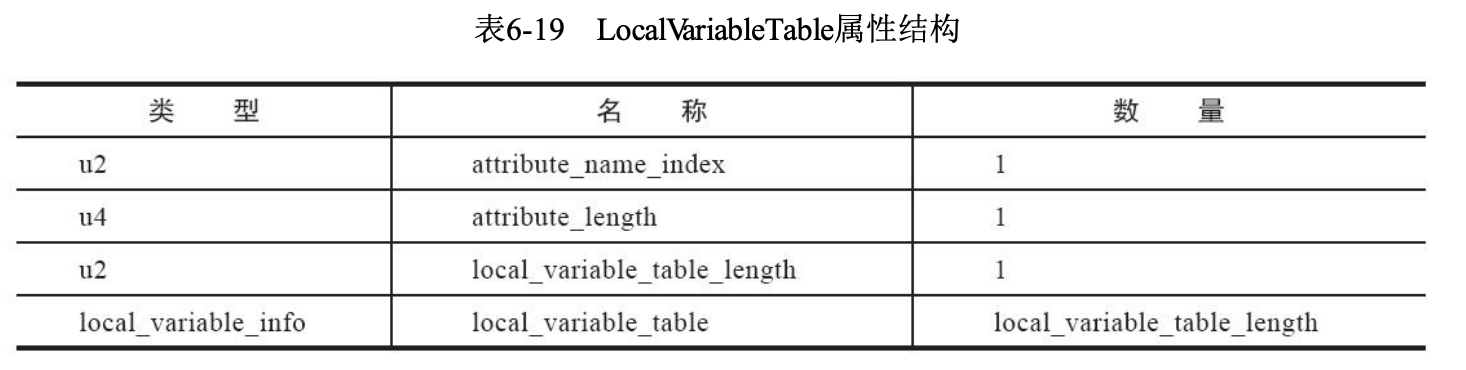 表6-19 LocalVariableTable属性结构
类 型 名 称 数 量
u2 attribute_name_index 1
u4 attribute_length 1
u2 local_variable_table_length 1
local_variable_info local_variable_table local_variable_table_length